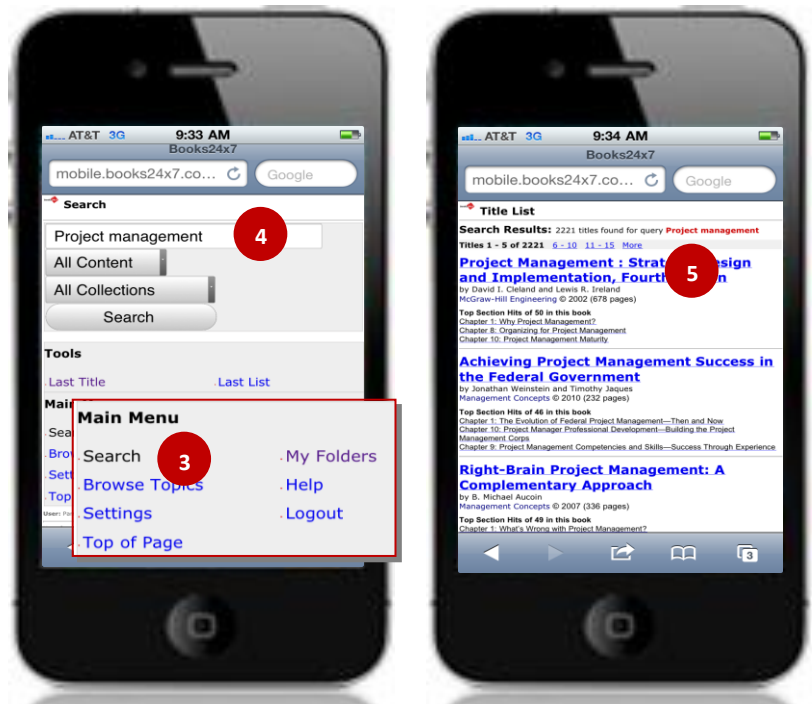 AT&T 3G 9:33 AM
Books24x7
mobile.books24x7.co... Google
Search
Project management
4
All Content
All Collections
Search
Tools
Last Title Last List
Main Menu
Search 3 My Folders
Browse Topics Help
Settings Logout
Top of Page
AT&T 3G 9:34 AM
Books24x7
mobile.books24x7.co... Google
Title List
Search Results: 2221 titles found for query Project management
Titles 1 - 5 of 2221 6 - 10 11 - 15 More
Project Management : 5
and Implementation,
by David I. Cleland and Lewis R. Ireland
McGraw-Hill Engineering © 2002 (678 pages)
Top Section Hits of 50 in this book
Chapter 1: Why Project Management?
Chapter 8: Organizing for Project Management
Chapter 10: Project Management Maturity
Achieving Project Management Success in
the Federal Government
by Jonathan Weinstein and Timothy Jaques
Management Concepts © 2010 (232 pages)
Top Section Hits of 46 in this book
Chapter 1: The Evolution of Federal Project Management—Then and Now
Chapter 10: Project Manager Professional Development—Building the Project
Management Corps
Chapter 9: Project Management Competencies and Skills—Success Through Experience
Right-Brain Project Management: A
Complementary Approach
by B. Michael Aucoin
Management Concepts © 2007 (336 pages)
Top Section Hits of 49 in this book
Chapter 1: What's Wrong with Project Management?
3